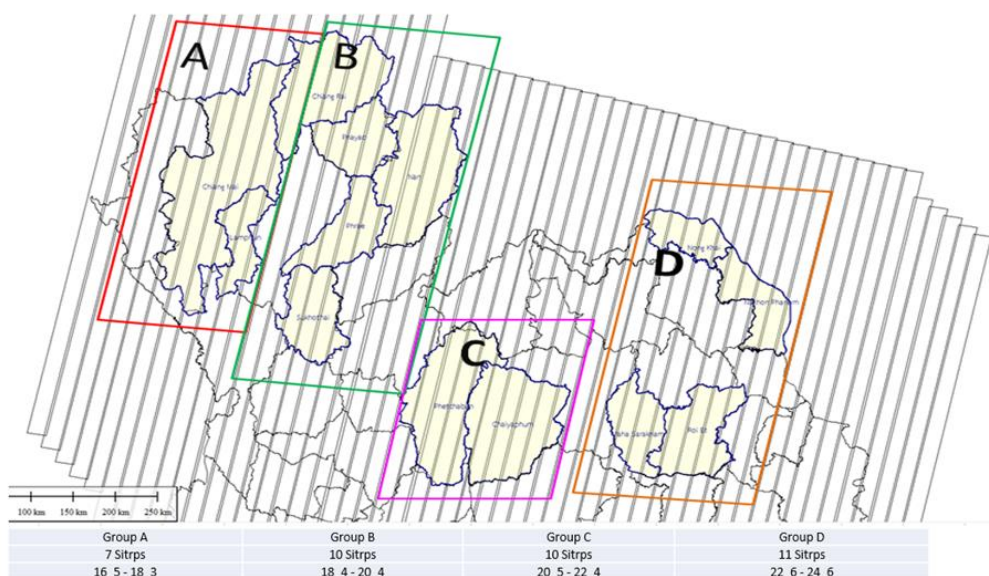 A
B
Chiang Rai
Phayao
Nan
Chiang Mai
Lamphun
Phrae
Sukhothai
D
Nong Khai
Nakhon Phanom
C
Phetchabun
Chaiyaphum
Roi Et
100 km 150 km 200 km 250 km
Group A Group B Group C Group D
7 Sitrps 10 Sitrps 10 Sitrps 11 Sitrps
16_5 - 18_3 18_4 - 20_4 20_5 - 22_4 22_6 - 24_6